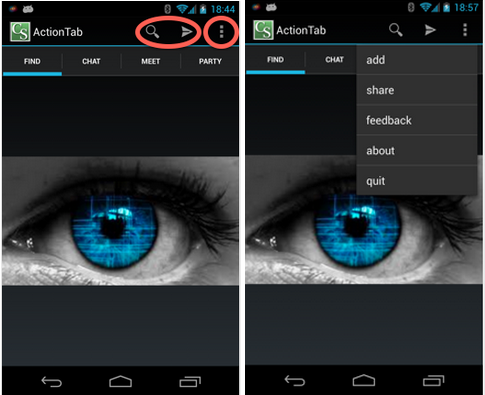 18:44
CS ActionTab
FIND CHAT MEET PARTY
18:57
CS ActionTab
FIND CHAT
add
share
feedback
about
quit